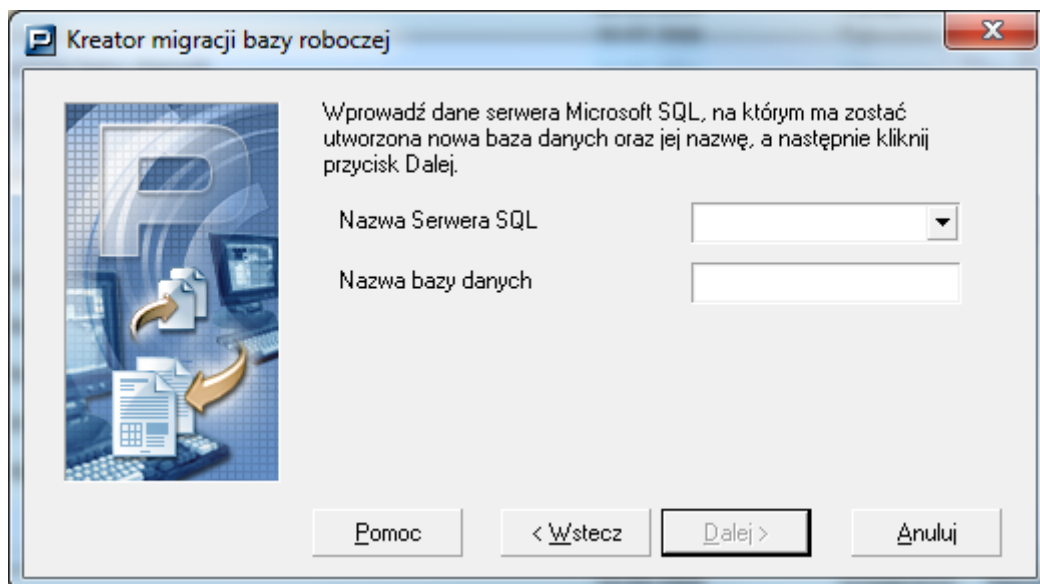 Kreator migracji bazy roboczej
Wprowadź dane serwera Microsoft SQL, na którym ma zostać
utworzona nowa baza danych oraz jej nazwę, a następnie kliknij
przycisk Dalej.
Nazwa Serwera SQL
Nazwa bazy danych
Pomoc
< Wstecz
Dalej >
Anuluj